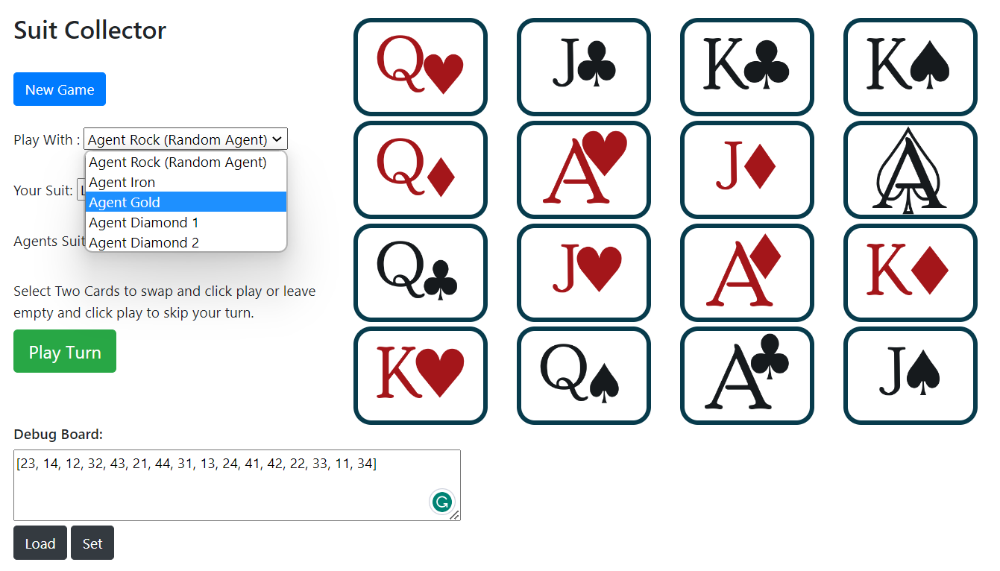 Suit Collector
New Game
Play With : Agent Rock (Random Agent)
Agent Rock (Random Agent)
Agent Iron
Agent Gold
Agent Diamond 1
Agent Diamond 2
Your Suit:
Agents Suit
Select Two Cards to swap and click play or leave
empty and click play to skip your turn.
Play Turn
Q♥ J♣ K♣ K♠
Q♦ A♥ J♦ A♠
Q♣ J♥ A♦ K♦
K♥ Q♠ A♣ J♠
Debug Board:
[23, 14, 12, 32, 43, 21, 44, 31, 13, 24, 41, 42, 22, 33, 11, 34]
G
Load Set